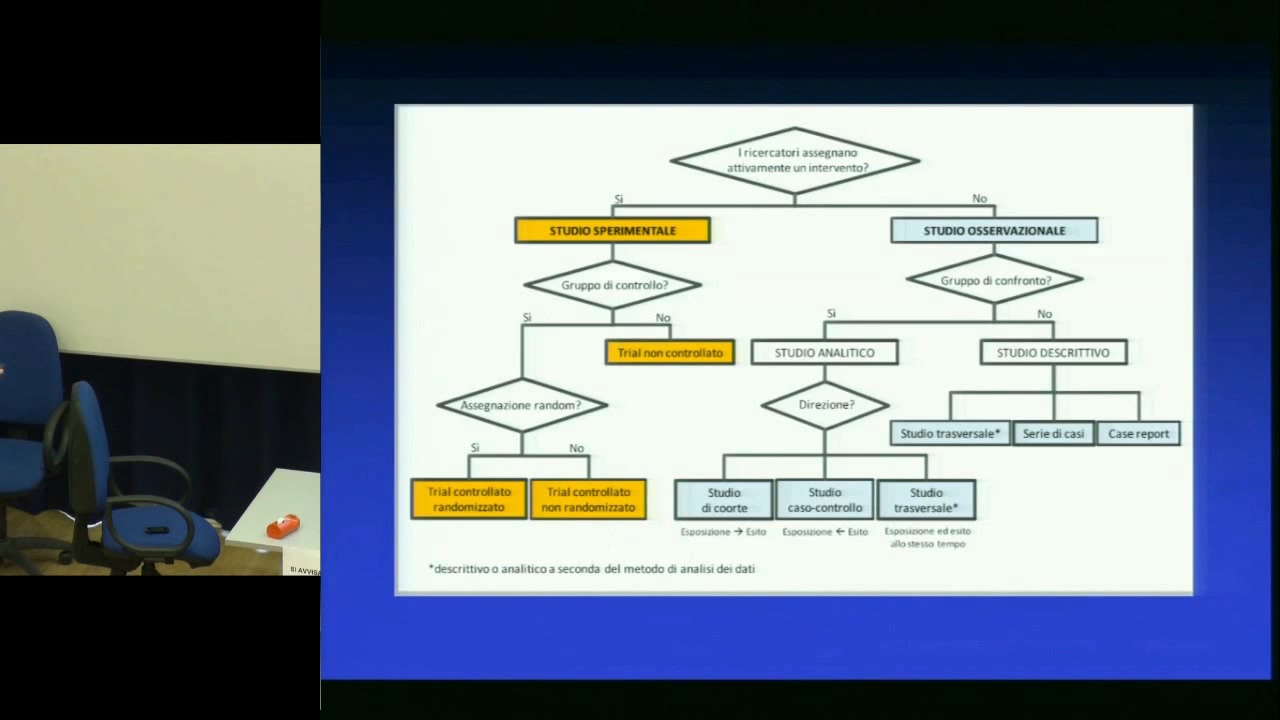 I ricercatori assegnano
attivamente un intervento?
Sì
No
STUDIO SPERIMENTALE
STUDIO OSSERVAZIONALE
Gruppo di controllo?
Gruppo di confronto?
Sì
No
Sì
No
Trial non controllato
STUDIO ANALITICO
STUDIO DESCRITTIVO
Assegnazione random?
Direzione?
Studio trasversale*
Serie di casi
Case report
Sì
No
Trial controllato
randomizzato
Trial controllato
non randomizzato
Studio
di coorte
Studio
caso-controllo
Studio
trasversale*
Esposizione → Esito
Esposizione ← Esito
Esposizione ed esito
allo stesso tempo
*descrittivo o analitico a seconda del metodo di analisi dei dati
SI AVVISA